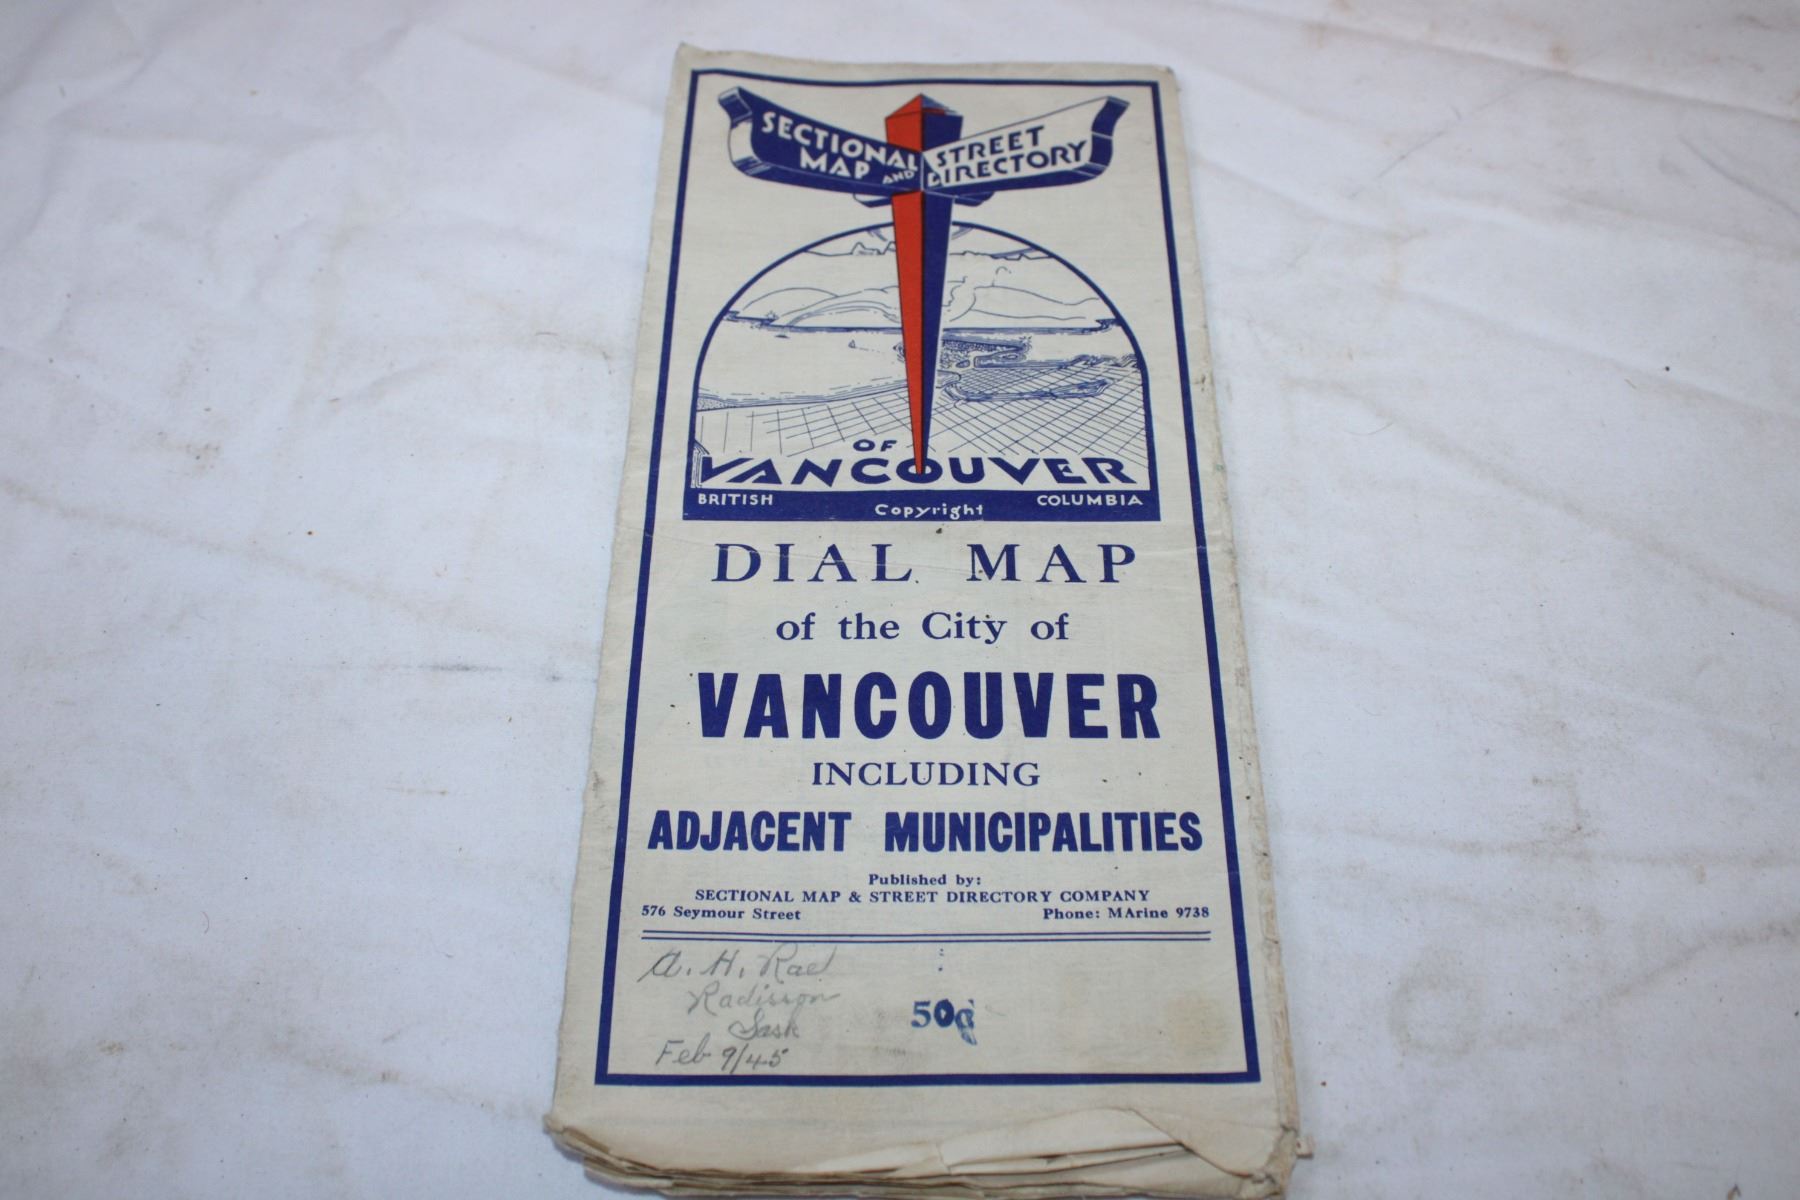 SECTIONAL
MAP AND
STREET
DIRECTORY
OF
VANCOUVER
BRITISH COLUMBIA
Copyright
DIAL MAP
of the City of
VANCOUVER
INCLUDING
ADJACENT MUNICIPALITIES
Published by:
SECTIONAL MAP & STREET DIRECTORY COMPANY
576 Seymour Street Phone: MArine 9738
A. H. Rae
Radisson
Sask
Feb 9/45
50¢